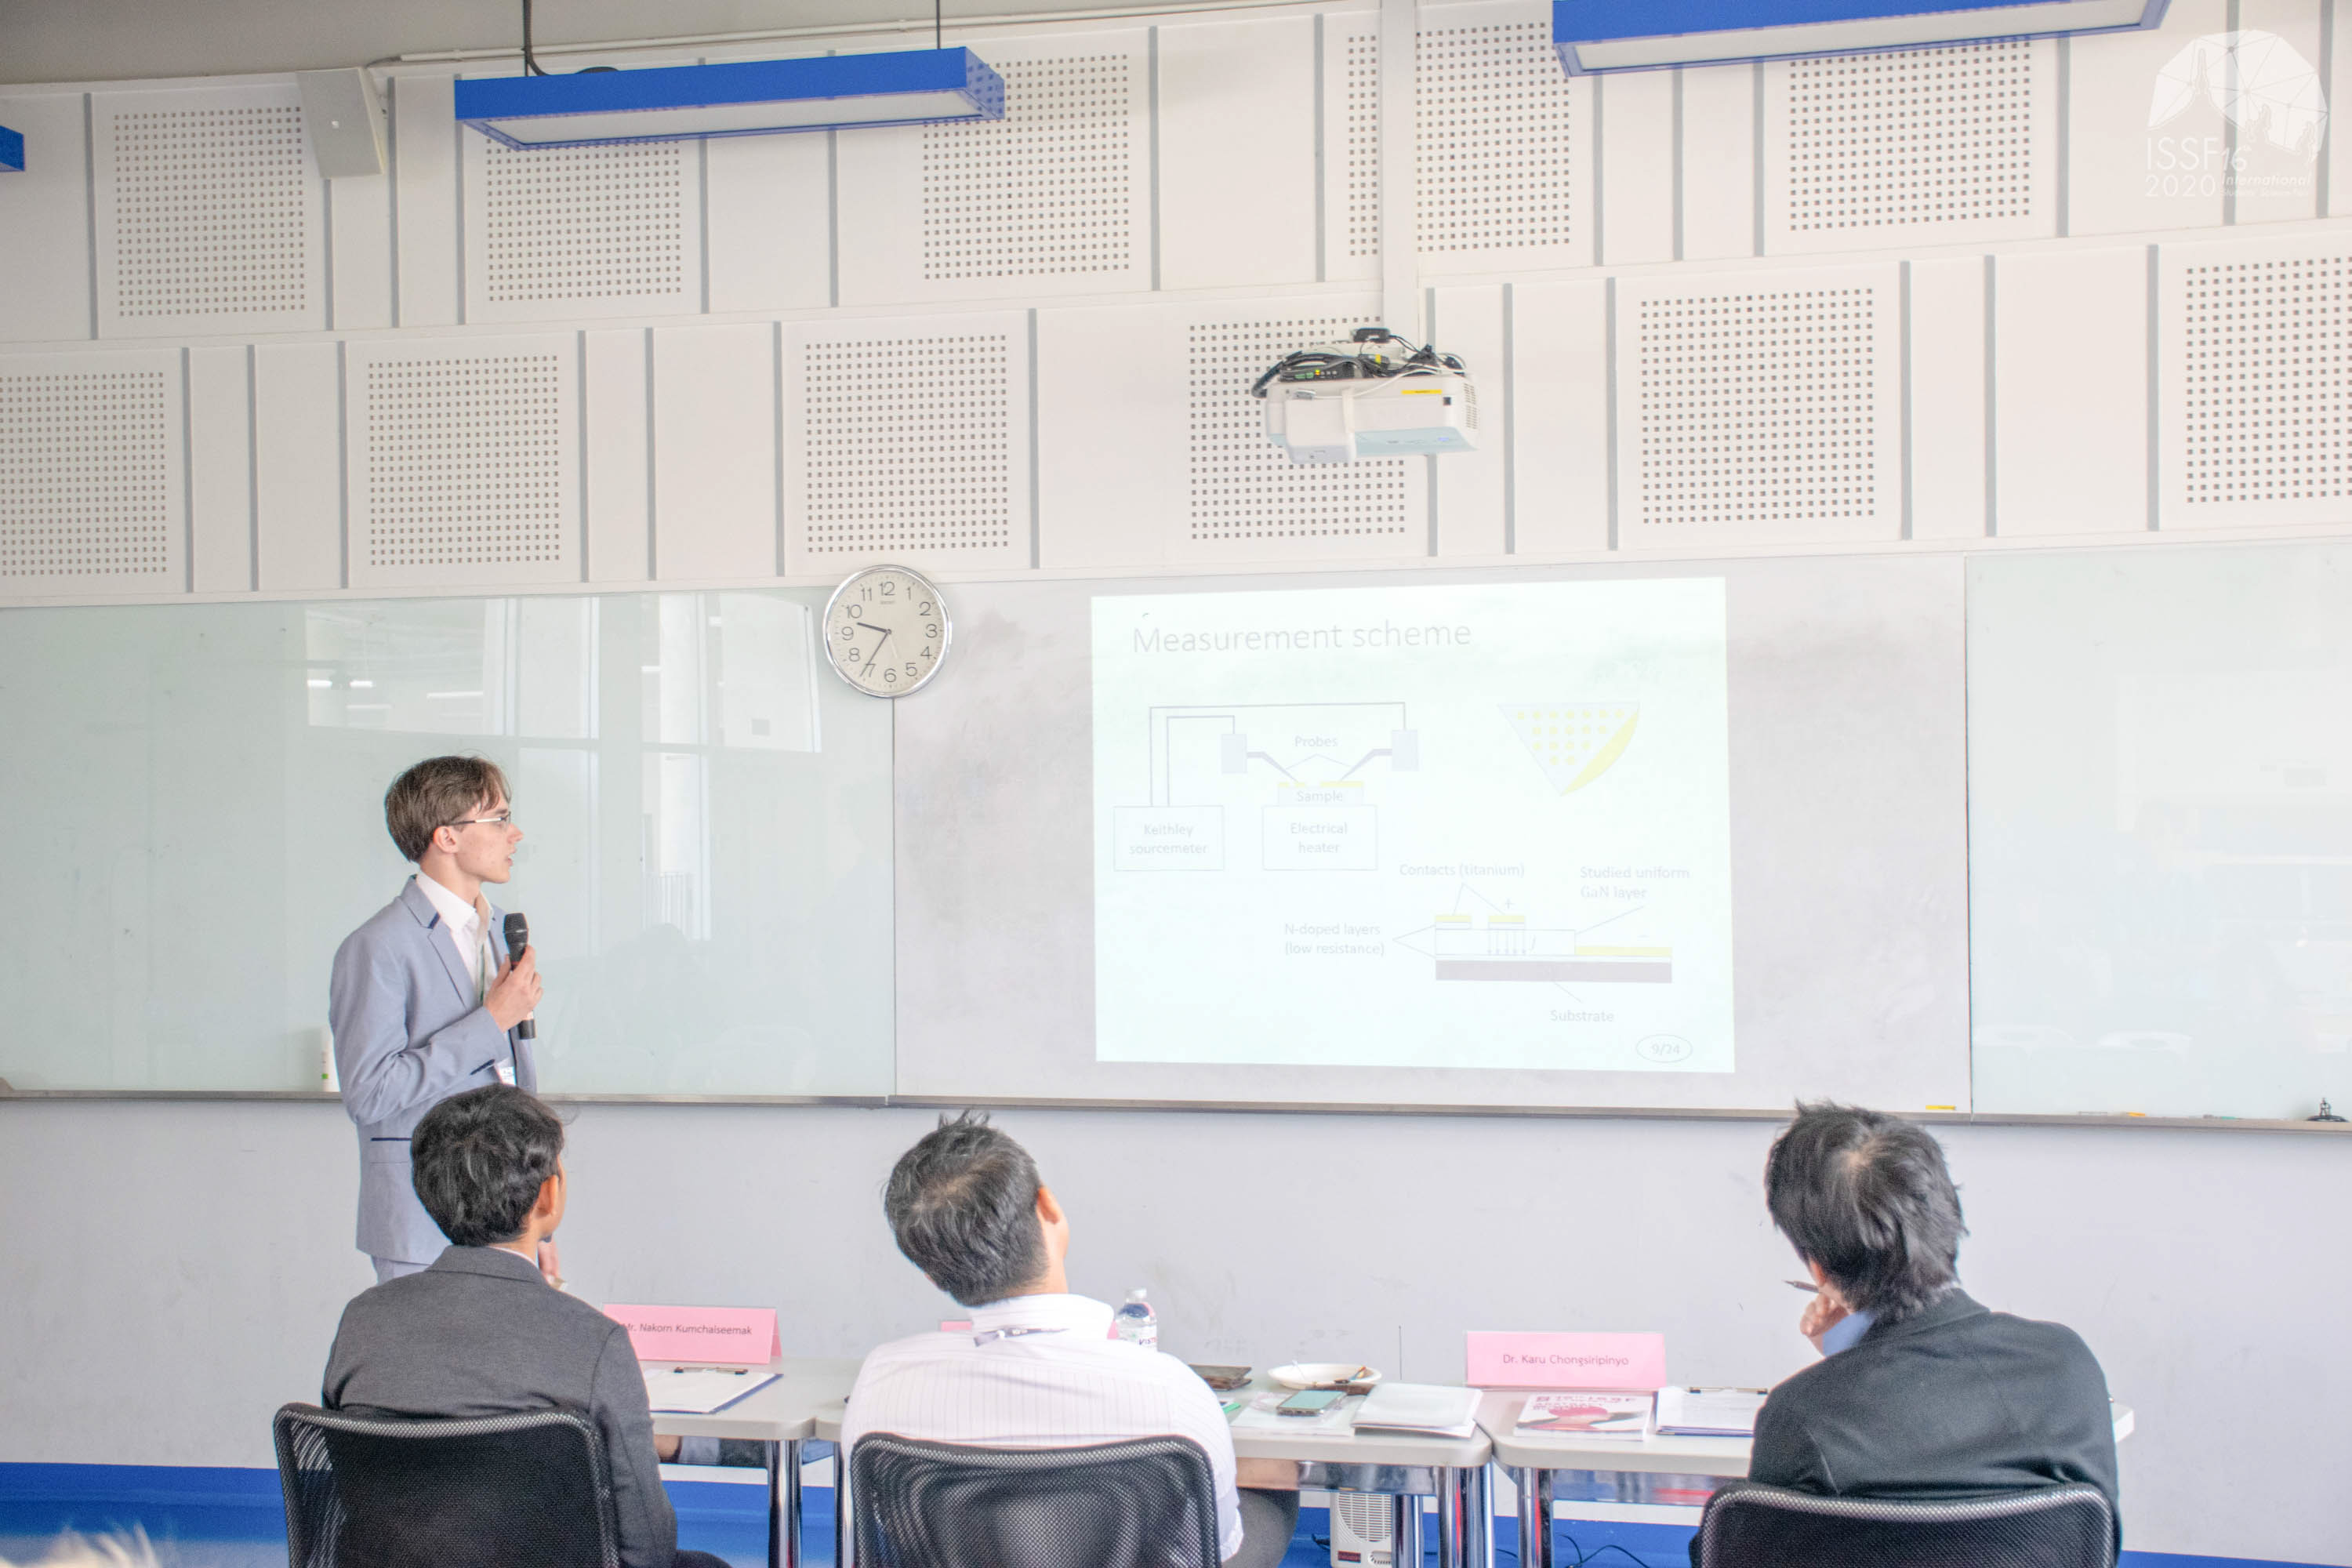 ISSF 16th
2020 International
11 12 1
10 2
9 3
8 4
7 6 5
Measurement scheme
Probes
Sample
Keithley
sourcemeter
Electrical
heater
Contacts (titanium)
Studied uniform
GaN layer
+
N-doped layers
(low resistance)
J
-
Substrate
9/24
Mr. Nakorn Kumchaiseemak
Dr. Karu Chongsiripinyo